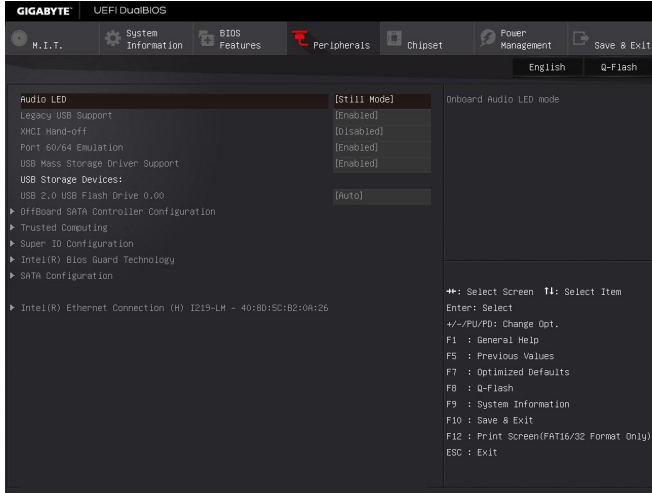 GIGABYTE™ UEFI DualBIOS
M.I.T.
System Information
BIOS Features
Peripherals
Chipset
Power Management
Save & Exit
English Q-Flash
Audio LED [Still Mode]
Legacy USB Support [Enabled]
XHCI Hand-off [Disabled]
Port 60/64 Emulation [Enabled]
USB Mass Storage Driver Support [Enabled]
USB Storage Devices:
USB 2.0 USB Flash Drive 0.00 [Auto]
OffBoard SATA Controller Configuration
Trusted Computing
Super IO Configuration
Intel(R) Bios Guard Technology
SATA Configuration
Intel(R) Ethernet Connection (H) I219-LM - 40:8D:5C:B2:0A:26
Onboard Audio LED mode
→←: Select Screen ↑↓: Select Item
Enter: Select
+/-/PU/PD: Change Opt.
F1 : General Help
F5 : Previous Values
F7 : Optimized Defaults
F8 : Q-Flash
F9 : System Information
F10 : Save & Exit
F12 : Print Screen(FAT16/32 Format Only)
ESC : Exit